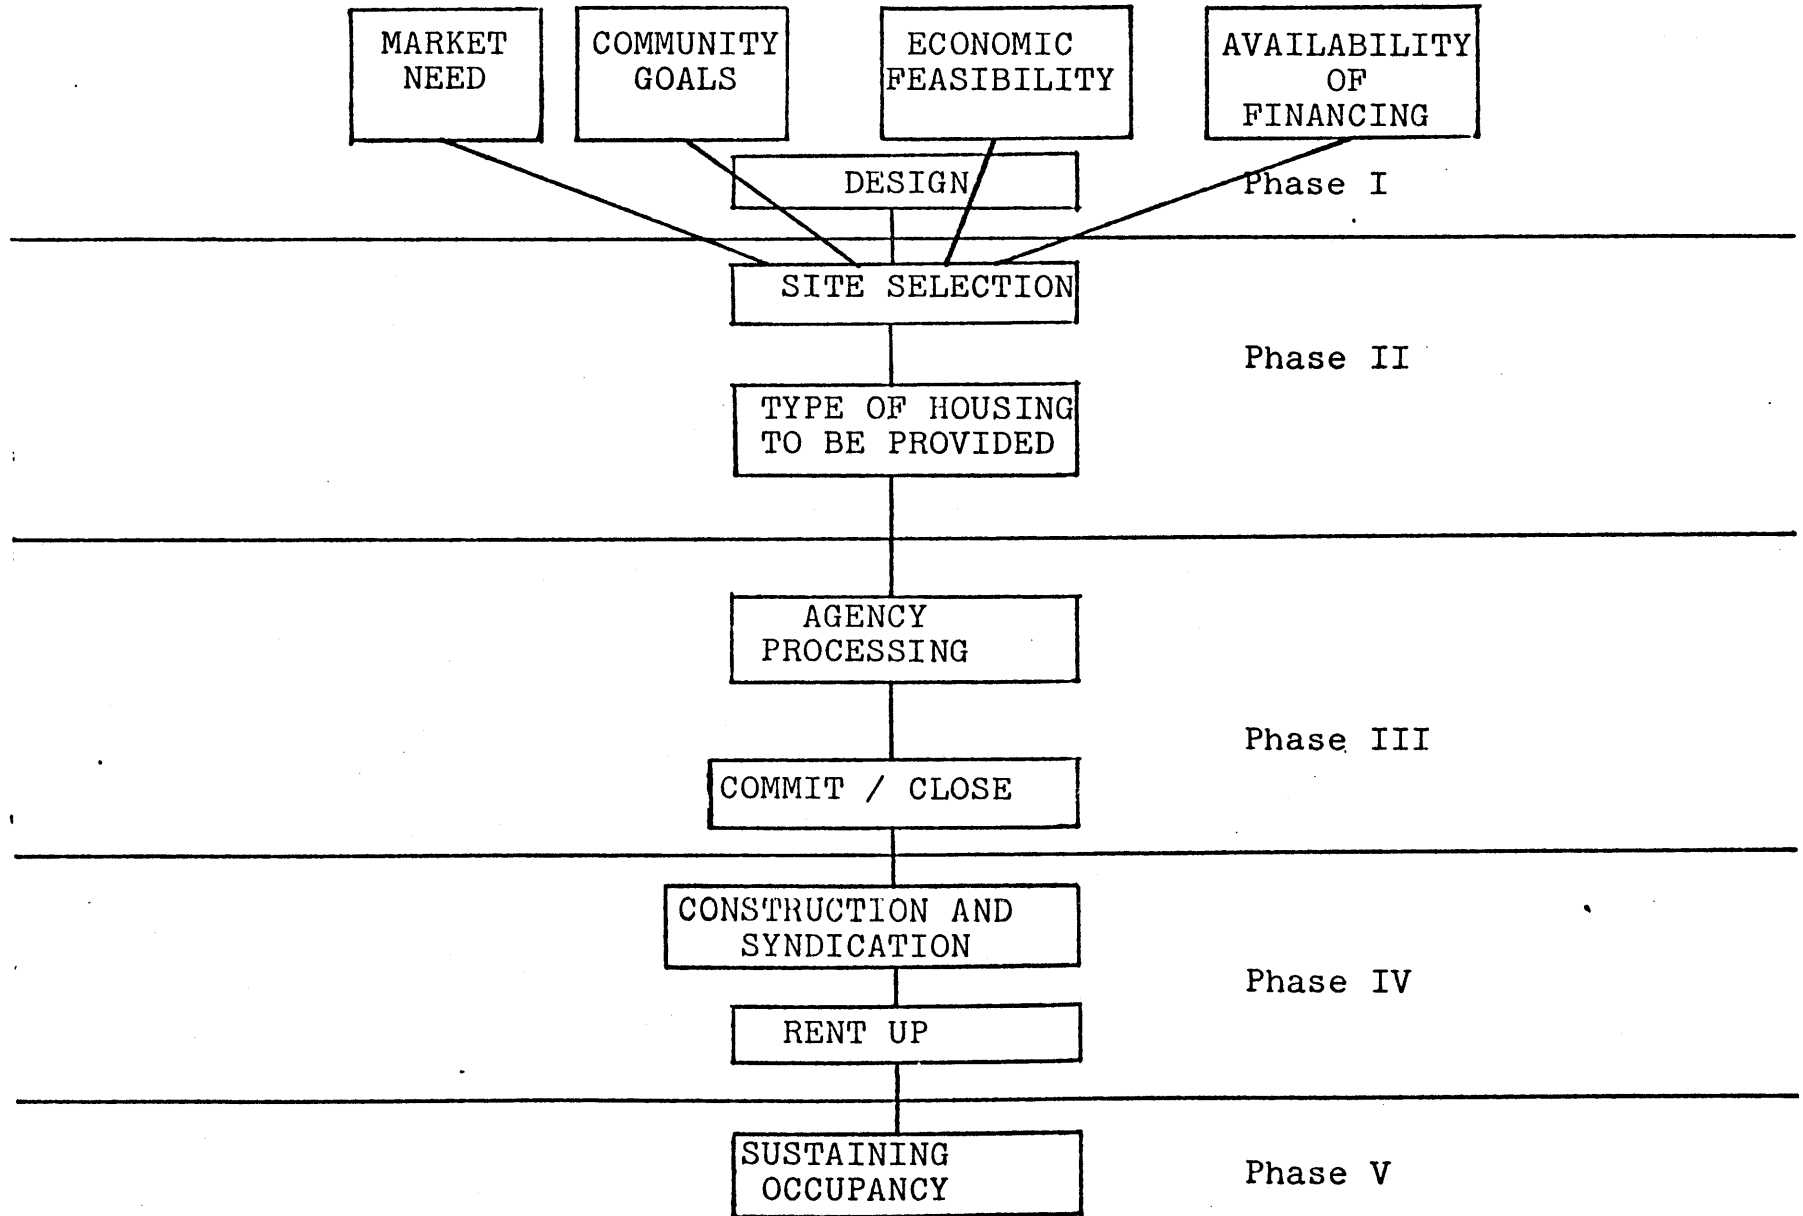 MARKET
NEED
COMMUNITY
GOALS
ECONOMIC
FEASIBILITY
AVAILABILITY
OF
FINANCING
DESIGN
Phase I
SITE SELECTION
Phase II
TYPE OF HOUSING
TO BE PROVIDED
AGENCY
PROCESSING
Phase III
COMMIT / CLOSE
CONSTRUCTION AND
SYNDICATION
Phase IV
RENT UP
SUSTAINING
OCCUPANCY
Phase V